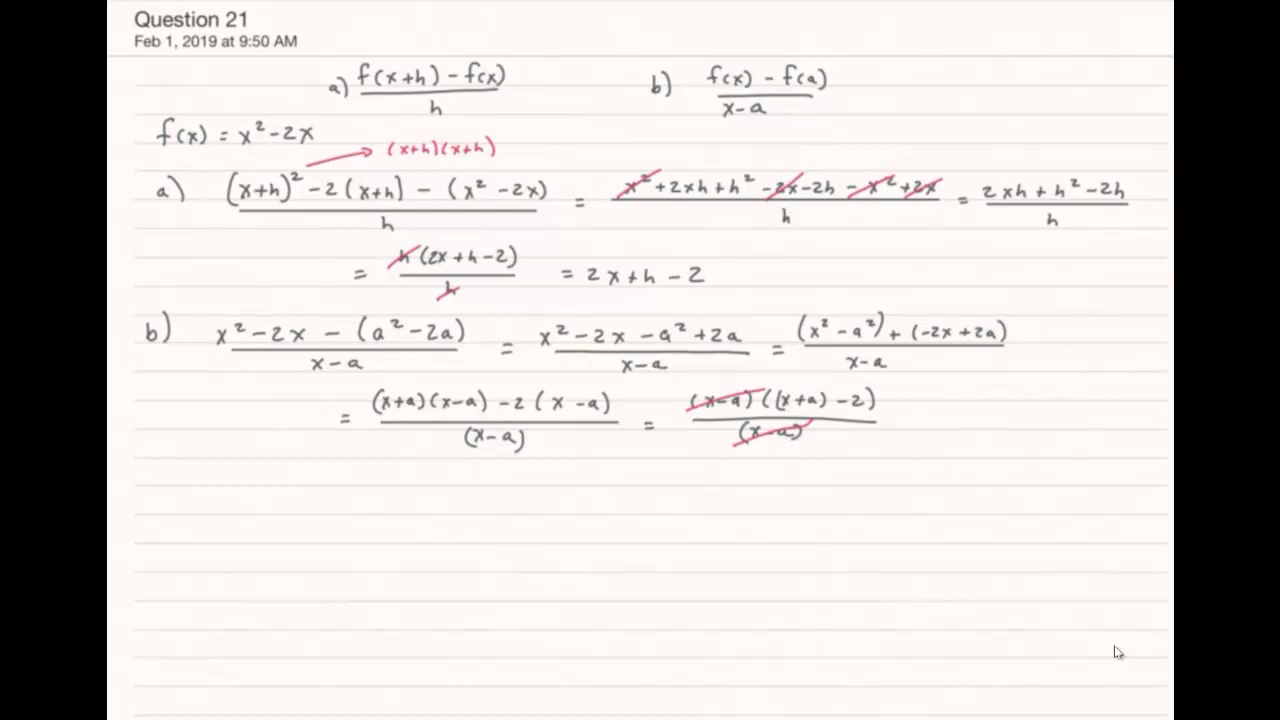 Question 21
Feb 1, 2019 at 9:50 AM
a) f(x+h) - f(x) / h   b) f(x) - f(a) / x-a
f(x) = x² - 2x
(x+h)(x+h)
a) (x+h)² - 2(x+h) - (x² - 2x) / h = x² + 2xh + h² - 2x - 2h - x² + 2x / h = 2xh + h² - 2h / h
= h(2x + h - 2) / h = 2x + h - 2
b) x² - 2x - (a² - 2a) / x-a = x² - 2x - a² + 2a / x-a = (x² - a²) + (-2x + 2a) / x-a
= (x+a)(x-a) - 2(x-a) / (x-a) = (x-a)((x+a) - 2) / (x-a)